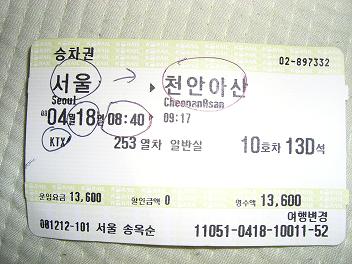 승차권
02-897332
서울 ▶ 천안아산
Seoul CheonanAsan
04월18일 08:40 09:17
KTX 253 열차 일반실 10호차 13D석
운임요금 13,600 할인금액 0 영수액 13,600
여행변경
081212-101 서울 송옥순 11051-0418-10011-52